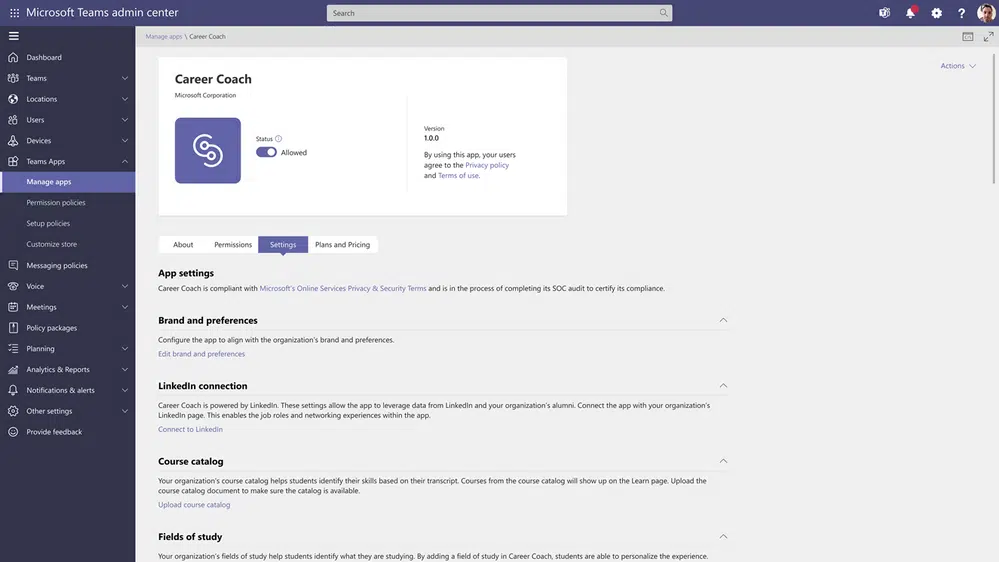 Microsoft Teams admin center
Search
?
Manage apps \ Career Coach
Dashboard
Teams
Locations
Users
Devices
Teams Apps
Manage apps
Permission policies
Setup policies
Customize store
Messaging policies
Voice
Meetings
Policy packages
Planning
Analytics & Reports
Notifications & alerts
Other settings
Provide feedback
Actions
Career Coach
Microsoft Corporation
Status
Allowed
Version
1.0.0
By using this app, your users
agree to the Privacy policy
and Terms of use.
About Permissions Settings Plans and Pricing
App settings
Career Coach is compliant with Microsoft's Online Services Privacy & Security Terms and is in the process of completing its SOC audit to certify its compliance.
Brand and preferences
Configure the app to align with the organization's brand and preferences.
Edit brand and preferences
LinkedIn connection
Career Coach is powered by LinkedIn. These settings allow the app to leverage data from LinkedIn and your organization's alumni. Connect the app with your organization's
LinkedIn page. This enables the job roles and networking experiences within the app.
Connect to LinkedIn
Course catalog
Your organization's course catalog helps students identify their skills based on their transcript. Courses from the course catalog will show up on the Learn page. Upload the
course catalog document to make sure the catalog is available.
Upload course catalog
Fields of study
Your organization's fields of study help students identify what they are studying. By adding a field of study in Career Coach, students are able to personalize the experience.